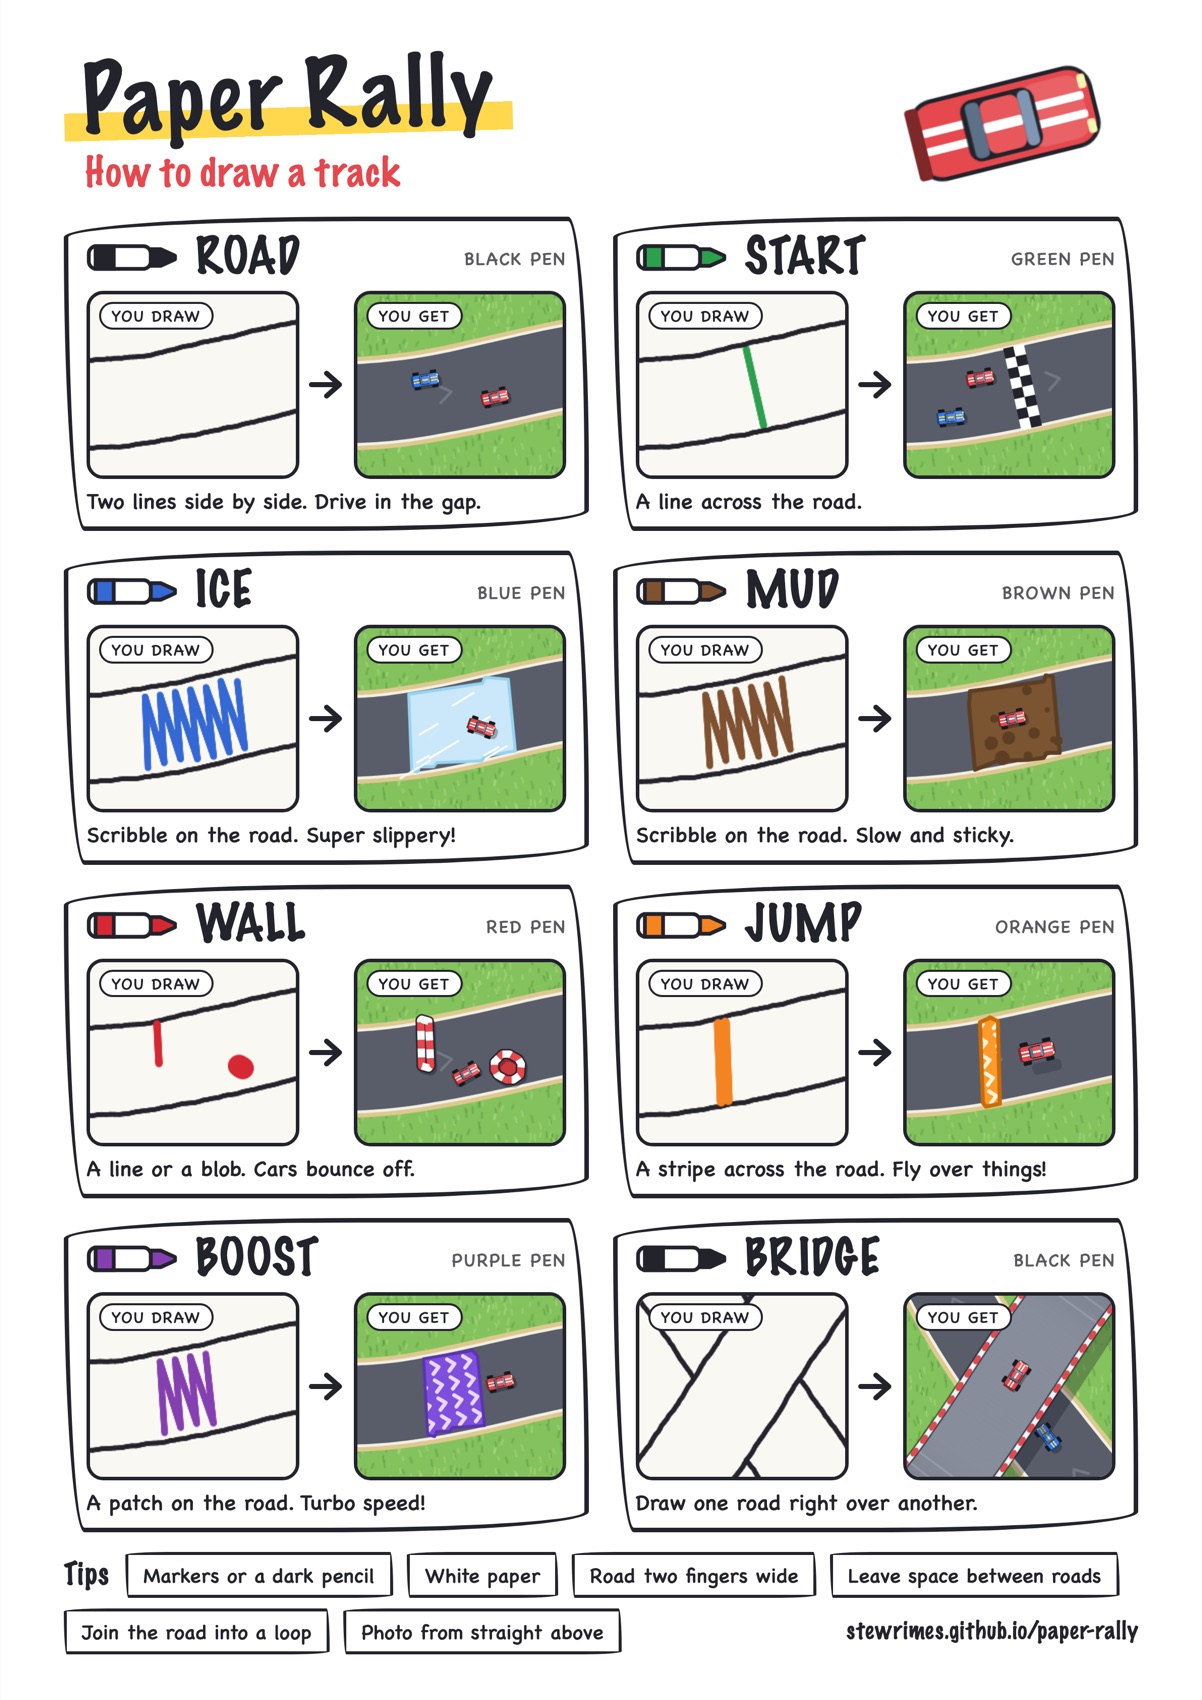 Paper Rally
How to draw a track
ROAD
BLACK PEN
YOU DRAW
YOU GET
Two lines side by side. Drive in the gap.
START
GREEN PEN
YOU DRAW
YOU GET
A line across the road.
ICE
BLUE PEN
YOU DRAW
YOU GET
Scribble on the road. Super slippery!
MUD
BROWN PEN
YOU DRAW
YOU GET
Scribble on the road. Slow and sticky.
WALL
RED PEN
YOU DRAW
YOU GET
A line or a blob. Cars bounce off.
JUMP
ORANGE PEN
YOU DRAW
YOU GET
A stripe across the road. Fly over things!
BOOST
PURPLE PEN
YOU DRAW
YOU GET
A patch on the road. Turbo speed!
BRIDGE
BLACK PEN
YOU DRAW
YOU GET
Draw one road right over another.
Tips
Markers or a dark pencil
White paper
Road two fingers wide
Leave space between roads
Join the road into a loop
Photo from straight above
stewrimes.github.io/paper-rally